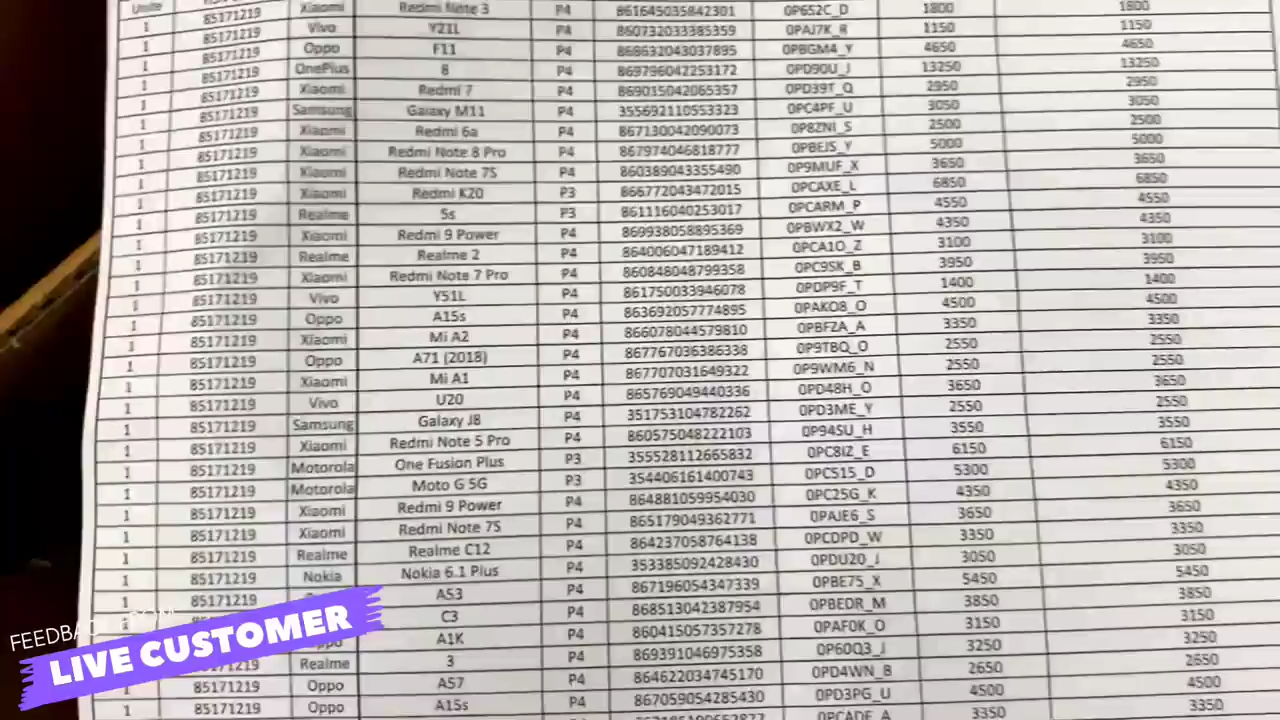 Units
85171219 Xiaomi Redmi Note 3 P4 861645035842301 0P652C_D 1800 1800
1 85171219 Vivo Y21L P4 860732033385359 0PAJ7K_R 1150 1150
1 85171219 Oppo F11 P4 868632043037895 0PBGM4_Y 4650 4650
1 85171219 OnePlus 8 P4 869796042253172 0PD90U_J 13250 13250
1 85171219 Xiaomi Redmi 7 P4 869015042065357 0PD39T_Q 2950 2950
1 85171219 Samsung Galaxy M11 P4 355692110553323 0PC4PF_U 3050 3050
1 85171219 Xiaomi Redmi 6a P4 867130042090073 0P8ZNI_S 2500 2500
1 85171219 Xiaomi Redmi Note 8 Pro P4 867974046818777 0PBEJS_Y 5000 5000
1 85171219 Xiaomi Redmi Note 7S P4 860389043355490 0P9MUF_X 3650 3650
1 85171219 Xiaomi Redmi K20 P3 866772043472015 0PCAXE_L 6850 6850
1 85171219 Realme 5s P3 861116040253017 0PCARM_P 4550 4550
1 85171219 Xiaomi Redmi 9 Power P4 869938058895369 0PBWX2_W 4350 4350
1 85171219 Realme Realme 2 P4 864006047189412 0PCA1O_Z 3100 3100
1 85171219 Xiaomi Redmi Note 7 Pro P4 860848048799358 0PC9SK_B 3950 3950
1 85171219 Vivo Y51L P4 861750033946078 0PDP9F_T 1400 1400
1 85171219 Oppo A15s P4 863692057774895 0PAKO8_O 4500 4500
1 85171219 Xiaomi Mi A2 P4 866078044579810 0PBFZA_A 3350 3350
1 85171219 Oppo A71 (2018) P4 867767036386338 0P9TBQ_O 2550 2550
1 85171219 Xiaomi Mi A1 P4 867707031649322 0P9WM6_N 2550 2550
1 85171219 Vivo U20 P4 865769049440336 0PD48H_O 3650 3650
1 85171219 Samsung Galaxy J8 P4 351753104782262 0PD3ME_Y 2550 2550
1 85171219 Xiaomi Redmi Note 5 Pro P4 860575048222103 0P94SU_H 3550 3550
1 85171219 Motorola One Fusion Plus P3 355528112665832 0PC8IZ_E 6150 6150
1 85171219 Motorola Moto G 5G P3 354406161400743 0PC515_D 5300 5300
1 85171219 Xiaomi Redmi 9 Power P4 864881059954030 0PC25G_K 4350 4350
1 85171219 Xiaomi Redmi Note 7S P4 865179049362771 0PAJE6_S 3650 3650
1 85171219 Realme Realme C12 P4 864237058764138 0PCDPD_W 3350 3350
1 85171219 Nokia Nokia 6.1 Plus P4 353385092428430 0PDU20_J 3050 3050
1 85171219 A53 P4 867196054347339 0PBE75_X 5450 5450
C3 P4 868513042387954 0PBEDR_M 3850 3850
A1K P4 860415057357278 0PAF0K_O 3150 3150
85171219 Realme 3 P4 869391046975358 0P60Q3_J 3250 3250
1 85171219 Oppo A57 P4 864622034745170 0PD4WN_B 2650 2650
1 85171219 Oppo A15s P4 867059054285430 0PD3PG_U 4500 4500
0PCADE_A 3350 3350
LIVE CUSTOMER